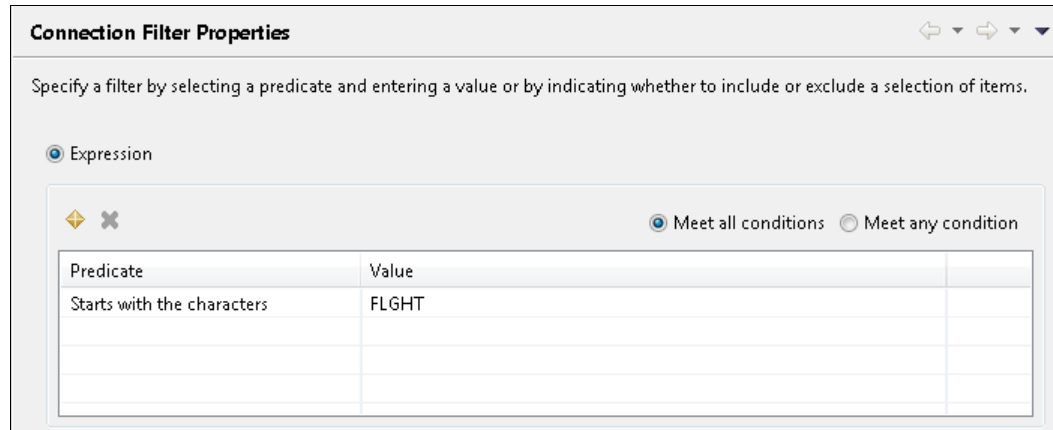 Connection Filter Properties
Specify a filter by selecting a predicate and entering a value or by indicating whether to include or exclude a selection of items.
Expression
Meet all conditions Meet any condition
Predicate Value
Starts with the characters FLGHT